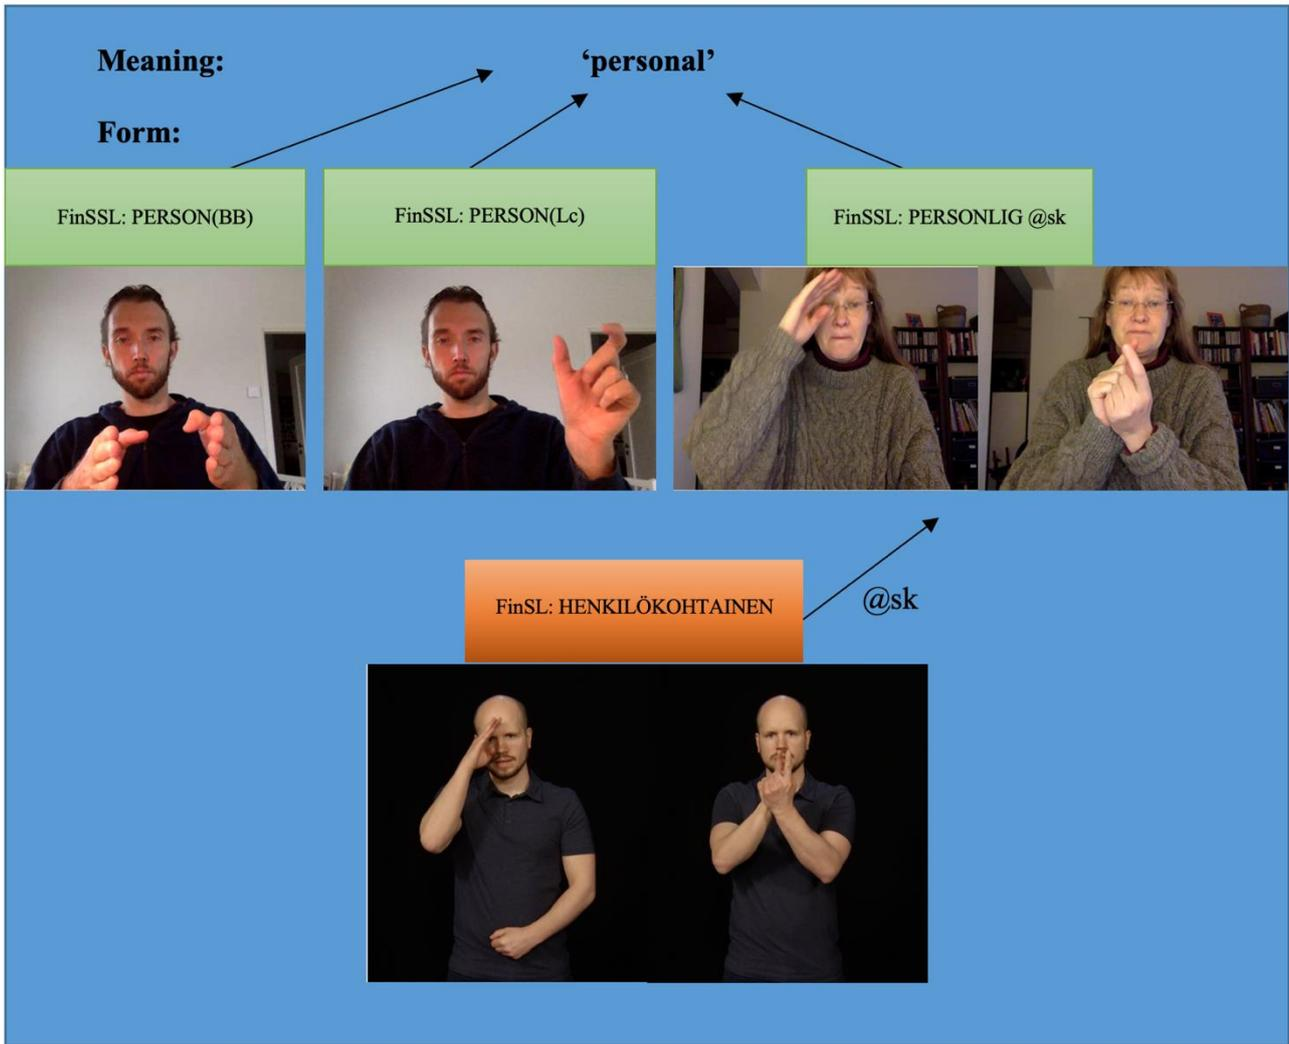 Meaning:
‘personal’
Form:
FinSSL: PERSON(BB)
FinSSL: PERSON(Lc)
FinSSL: PERSONLIG @sk
FinSL: HENKILÖKOHTAINEN
@sk